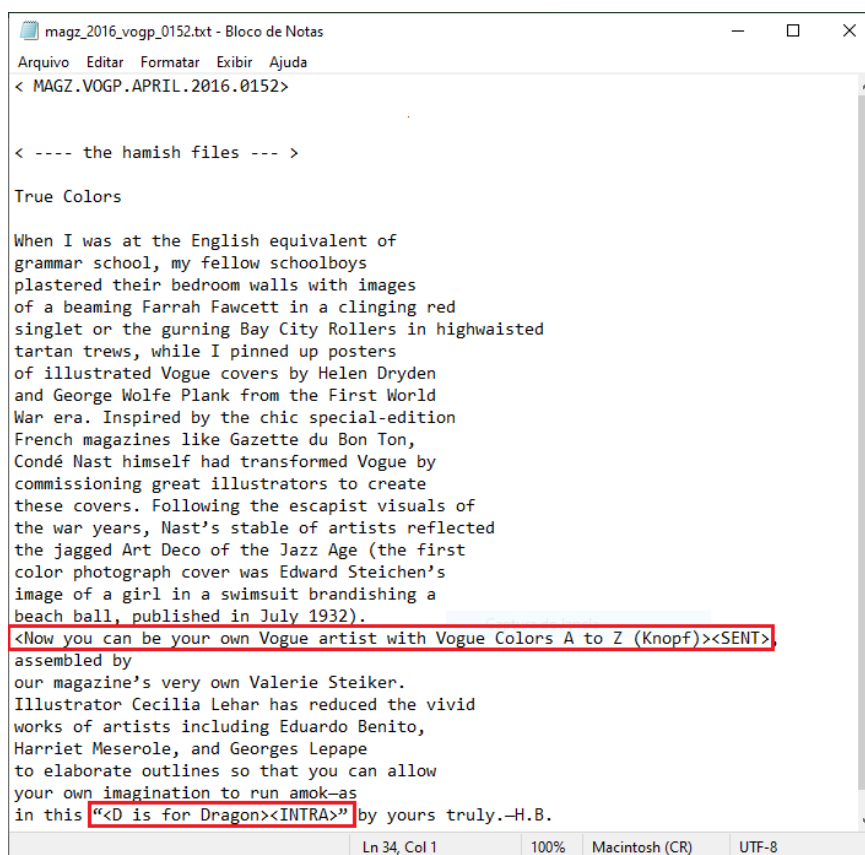 magz_2016_vogp_0152.txt - Bloco de Notas
Arquivo Editar Formatar Exibir Ajuda
< MAGZ.VOGP.APRIL.2016.0152>
< ---- the hamish files --- >
True Colors
When I was at the English equivalent of
grammar school, my fellow schoolboys
plastered their bedroom walls with images
of a beaming Farrah Fawcett in a clinging red
singlet or the gurning Bay City Rollers in highwaisted
tartan trews, while I pinned up posters
of illustrated Vogue covers by Helen Dryden
and George Wolfe Plank from the First World
War era. Inspired by the chic special-edition
French magazines like Gazette du Bon Ton,
Condé Nast himself had transformed Vogue by
commissioning great illustrators to create
these covers. Following the escapist visuals of
the war years, Nast’s stable of artists reflected
the jagged Art Deco of the Jazz Age (the first
color photograph cover was Edward Steichen’s
image of a girl in a swimsuit brandishing a
beach ball, published in July 1932).
<Now you can be your own Vogue artist with Vogue Colors A to Z (Knopf)><SENT>,
assembled by
our magazine’s very own Valerie Steiker.
Illustrator Cecilia Lehar has reduced the vivid
works of artists including Eduardo Benito,
Harriet Meserole, and Georges Lepape
to elaborate outlines so that you can allow
your own imagination to run amok—as
in this “<D is for Dragon><INTRA>” by yours truly.—H.B.
Ln 34, Col 1 100% Macintosh (CR) UTF-8